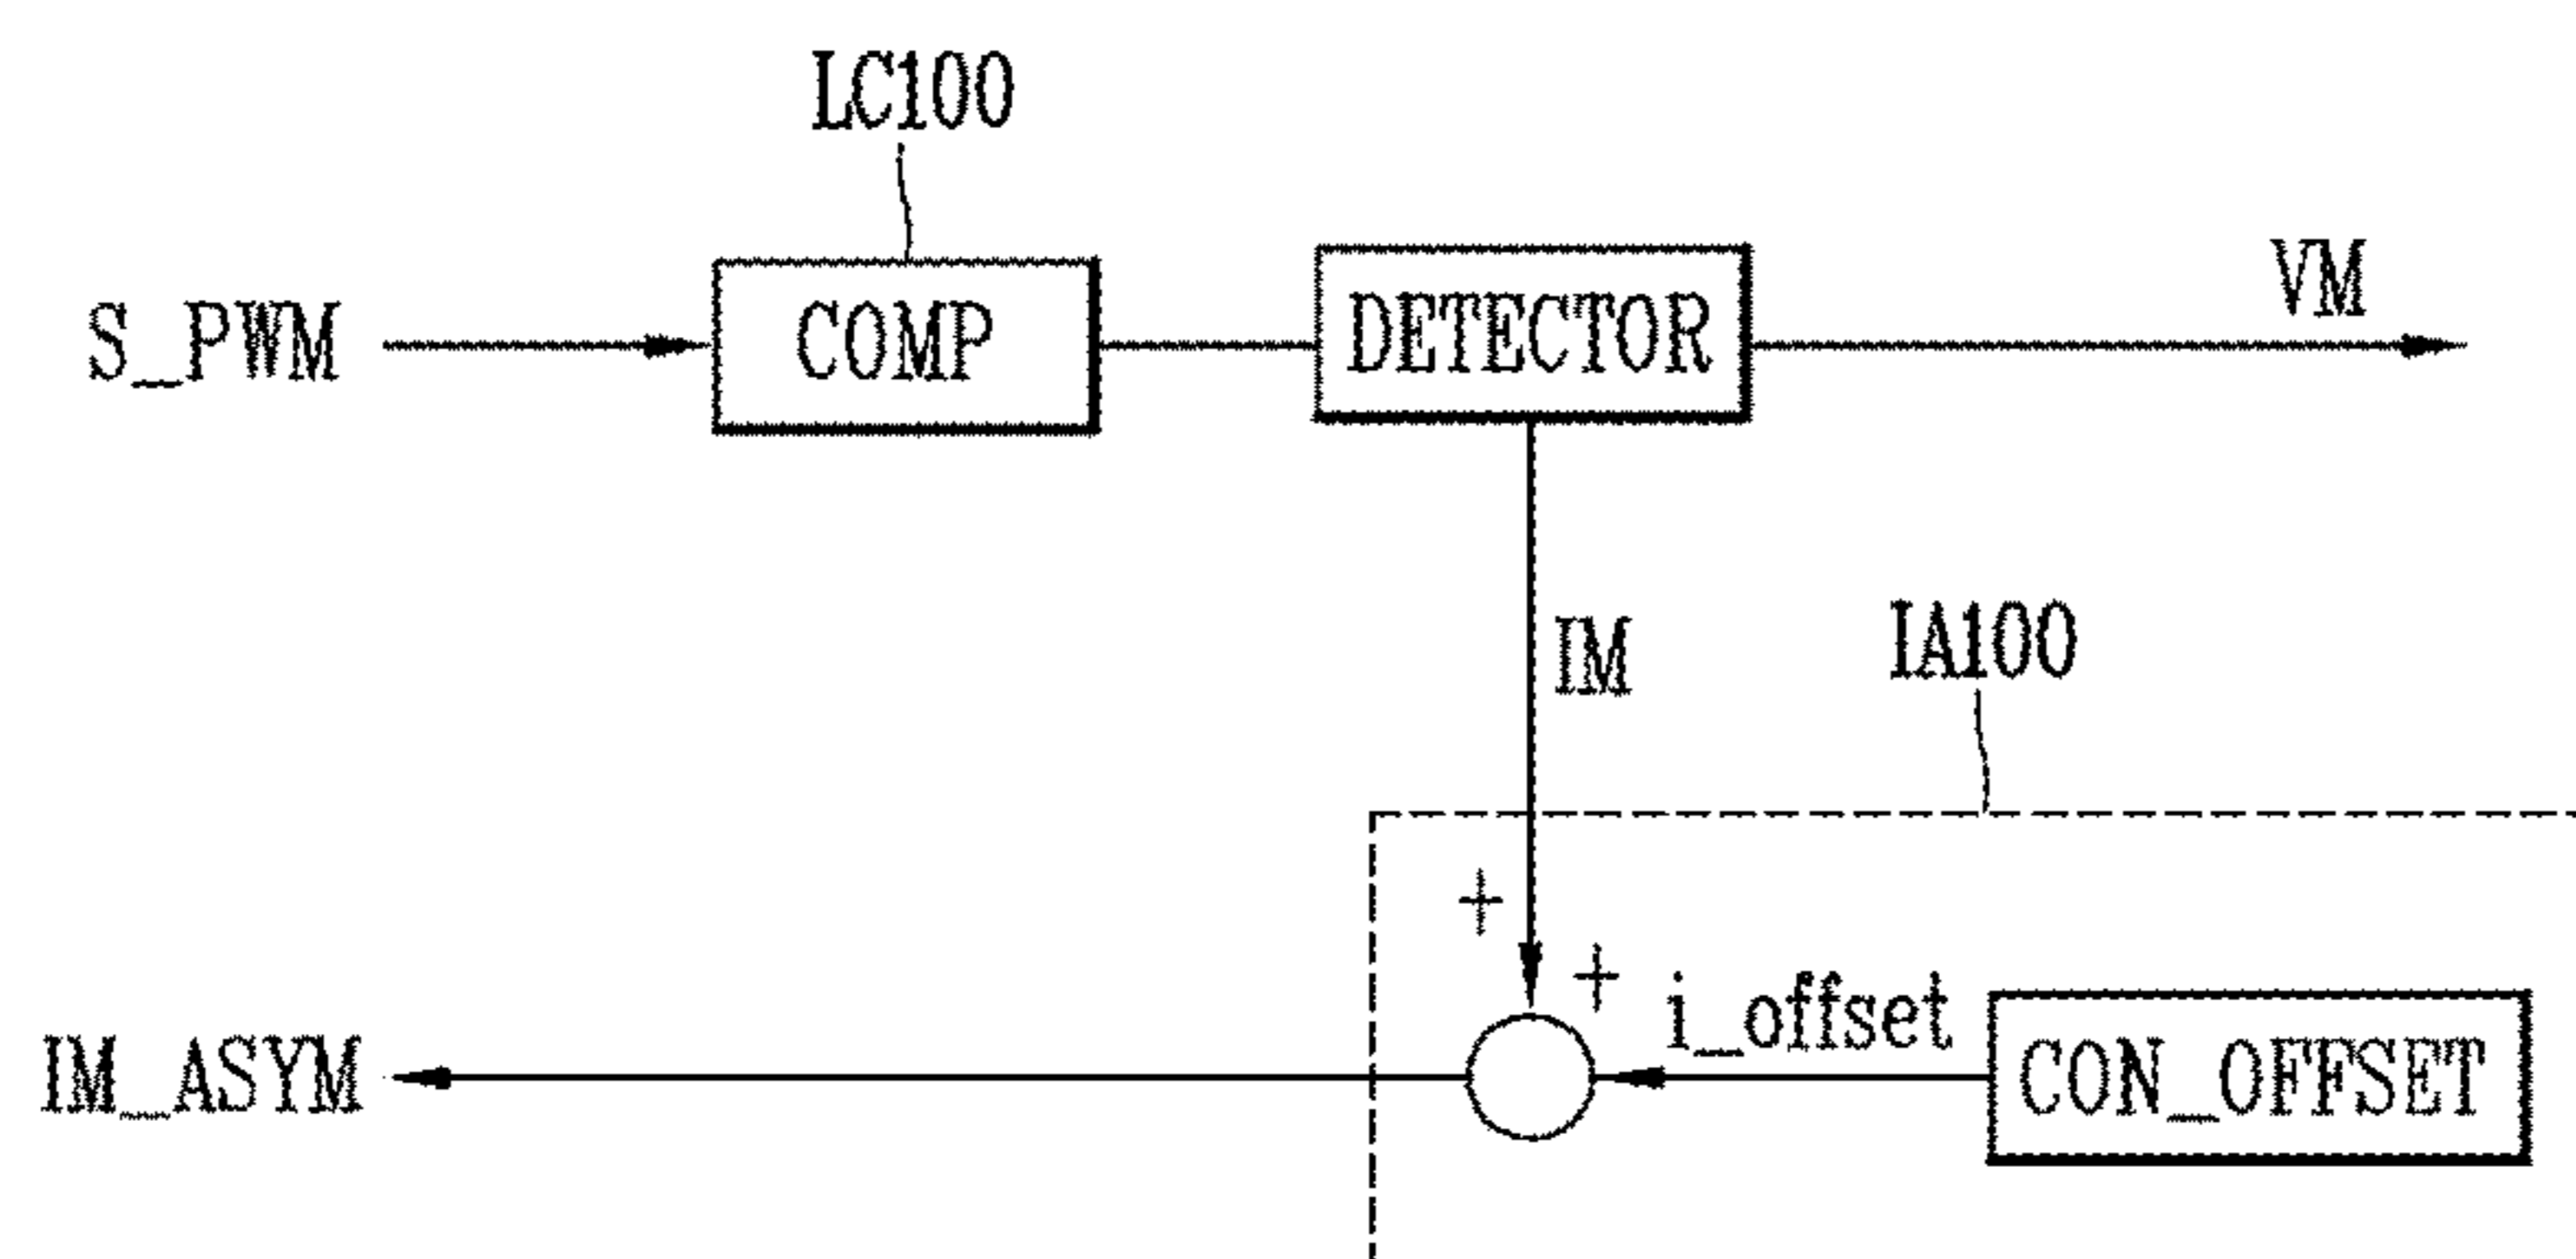 LC100
S_PWM
COMP
DETECTOR
VM
IM
IA100
+
+
i_offset
IM_ASYM
CON_OFFSET